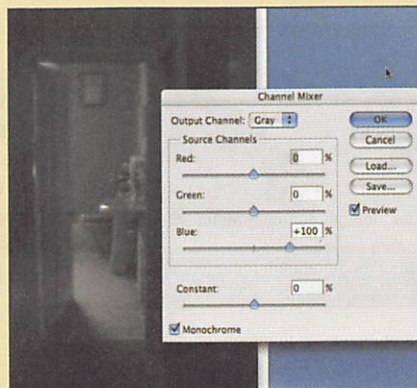 Channel Mixer
Output Channel: Gray
OK
Source Channels
Cancel
Red: 0 %
Load...
Green: 0 %
Save...
Preview
Blue: +100 %
Constant: 0 %
Monochrome